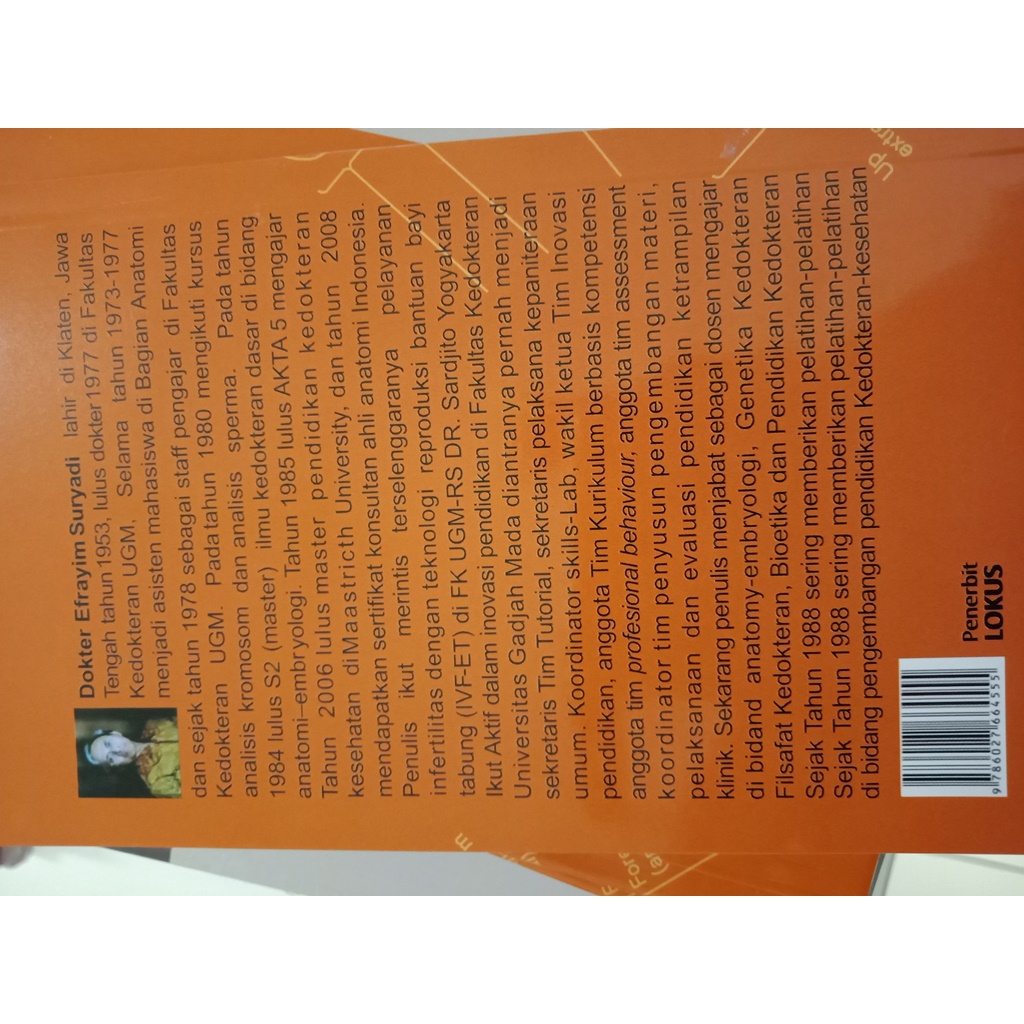 Dokter Efrayim Suryadi lahir di Klaten, Jawa
Tengah tahun 1953, lulus dokter 1977 di Fakultas
Kedokteran UGM, Selama tahun 1973-1977
menjadi asisten mahasiswa di Bagian Anatomi
dan sejak tahun 1978 sebagai staff pengajar di Fakultas
Kedokteran UGM. Pada tahun 1980 mengikuti kursus
analisis kromosom dan analisis sperma. Pada tahun
1984 lulus S2 (master) ilmu kedokteran dasar di bidang
anatomi–embryologi. Tahun 1985 lulus AKTA 5 mengajar
Tahun 2006 lulus master pendidikan kedokteran
kesehatan di Mastricth University, dan tahun 2008
mendapatkan sertifikat konsultan ahli anatomi Indonesia.
Penulis ikut merintis terselenggaranya pelayanan
infertilitas dengan teknologi reproduksi bantuan bayi
tabung (IVF-ET) di FK UGM-RS DR. Sardjito Yogyakarta
Ikut Aktif dalam inovasi pendidikan di Fakultas Kedokteran
Universitas Gadjah Mada diantranya pernah menjadi
sekretaris Tim Tutorial, sekretaris pelaksana kepaniteraan
umum. Koordinator skills-Lab, wakil ketua Tim Inovasi
pendidikan, anggota Tim Kurikulum berbasis kompetensi
anggota tim profesional behaviour, anggota tim assessment
koordinator tim penyusun pengembangan materi,
pelaksanaan dan evaluasi pendidikan ketrampilan
klinik. Sekarang penulis menjabat sebagai dosen mengajar
di bidand anatomy-embryologi, Genetika Kedokteran
Filsafat Kedokteran, Bioetika dan Pendidikan Kedokteran
Sejak Tahun 1988 sering memberikan pelatihan-pelatihan
Sejak Tahun 1988 sering memberikan pelatihan-pelatihan
di bidang pengembangan pendidikan Kedokteran-kesehatan
Penerbit
LOKUS
9 786027 664555
Up
extre